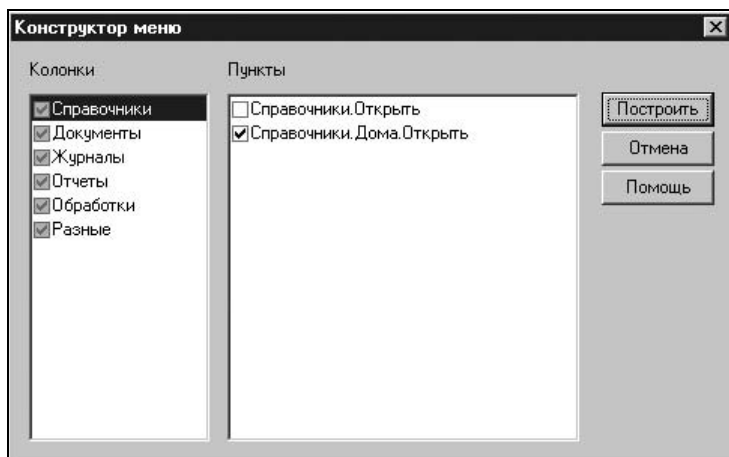 Конструктор меню
Колонки
Пункты
Справочники
Документы
Журналы
Отчеты
Обработки
Разные
Справочники.Открыть
Справочники.Дома.Открыть
Построить
Отмена
Помощь